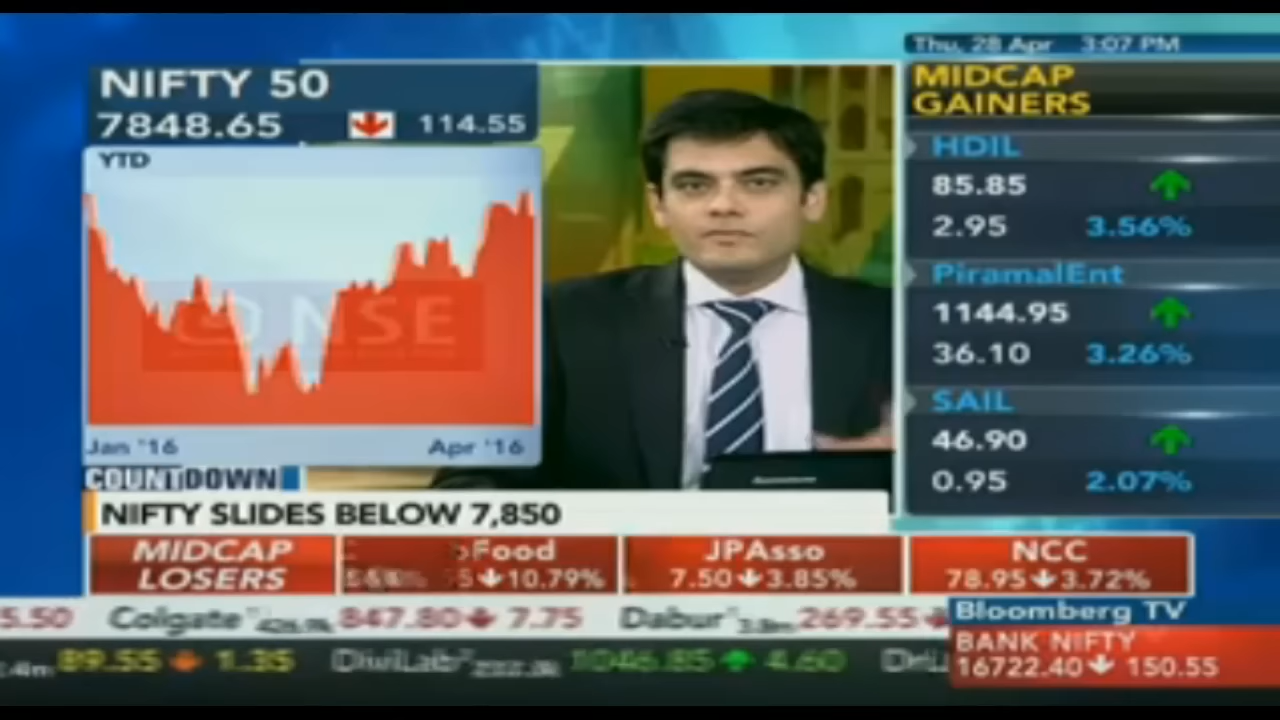 Thu, 28 Apr 3:07 PM
NIFTY 50
7848.65 114.55
YTD
NSE
Jan '16 Apr '16
MIDCAP
GAINERS
HDIL
85.85
2.95 3.56%
PiramalEnt
1144.95
36.10 3.26%
SAIL
46.90
0.95 2.07%
COUNTDOWN
NIFTY SLIDES BELOW 7,850
MIDCAP
LOSERS
Food
10.79%
JPAsso
7.50 3.85%
NCC
78.95 3.72%
5.50 Colgate 847.80 7.75 Dabur 269.55
Bloomberg TV
BANK NIFTY
16722.40 150.55
89.55 1.35 DiviLab 1046.85 4.60